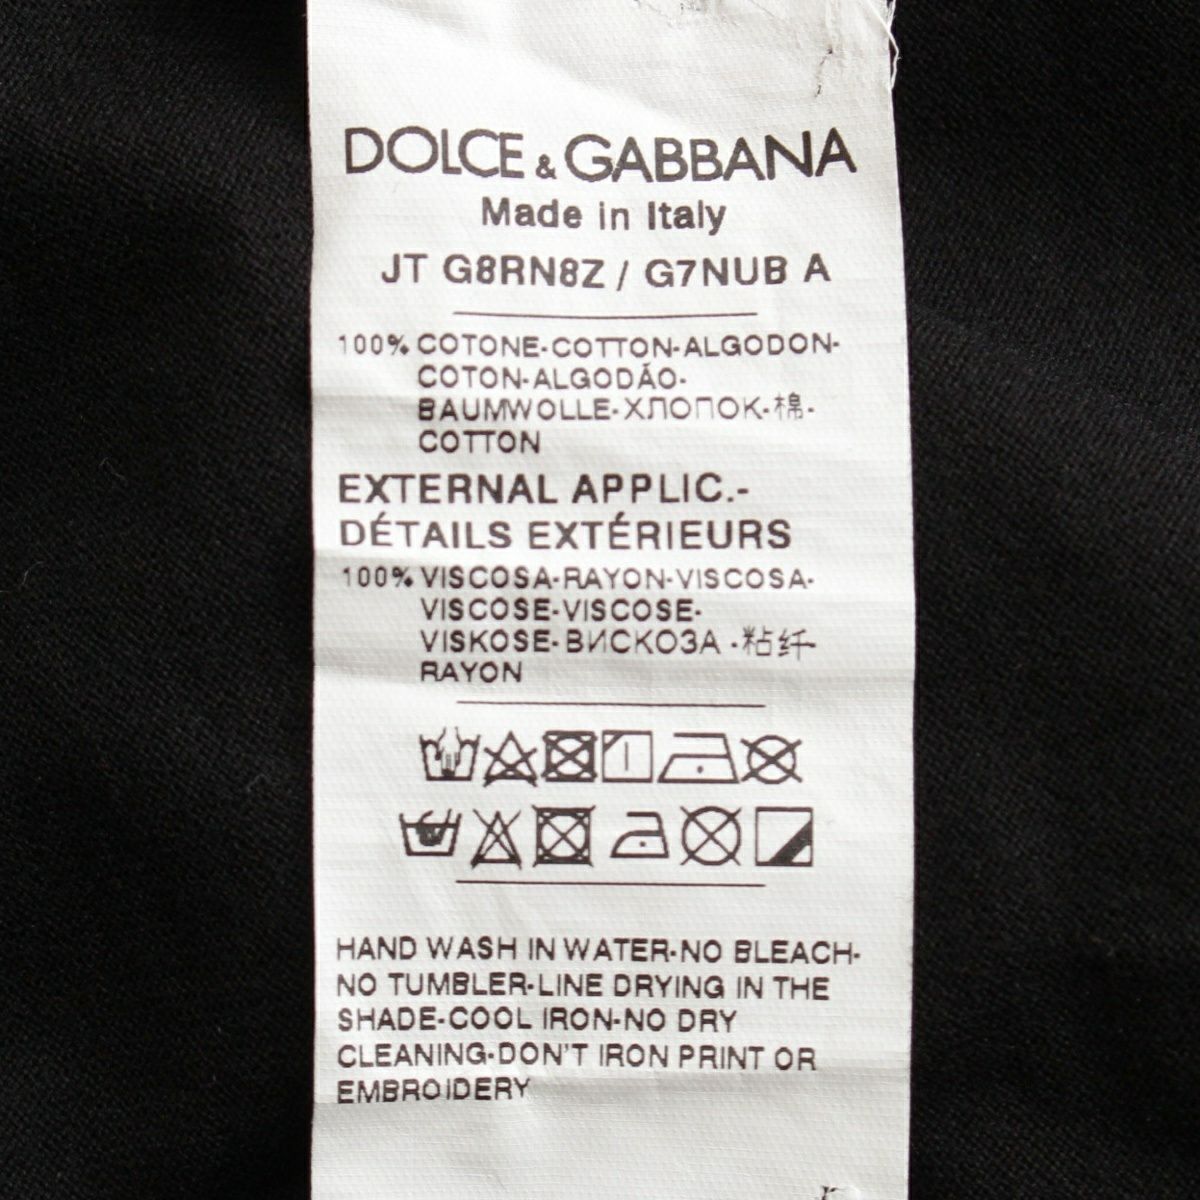 DOLCE & GABBANA
Made in Italy
JT G8RN8Z / G7NUB A
100% COTONE-COTTON-ALGODON-
COTON-ALGODÃO-
BAUMWOLLE-ХЛОПОК-棉-
COTTON
EXTERNAL APPLIC.-
DÉTAILS EXTÉRIEURS
100% VISCOSA-RAYON-VISCOSA-
VISCOSE-VISCOSE-
VISKOSE-ВИСКОЗА -粘纤-
RAYON
HAND WASH IN WATER-NO BLEACH-
NO TUMBLER-LINE DRYING IN THE
SHADE-COOL IRON-NO DRY
CLEANING-DON'T IRON PRINT OR
EMBROIDERY